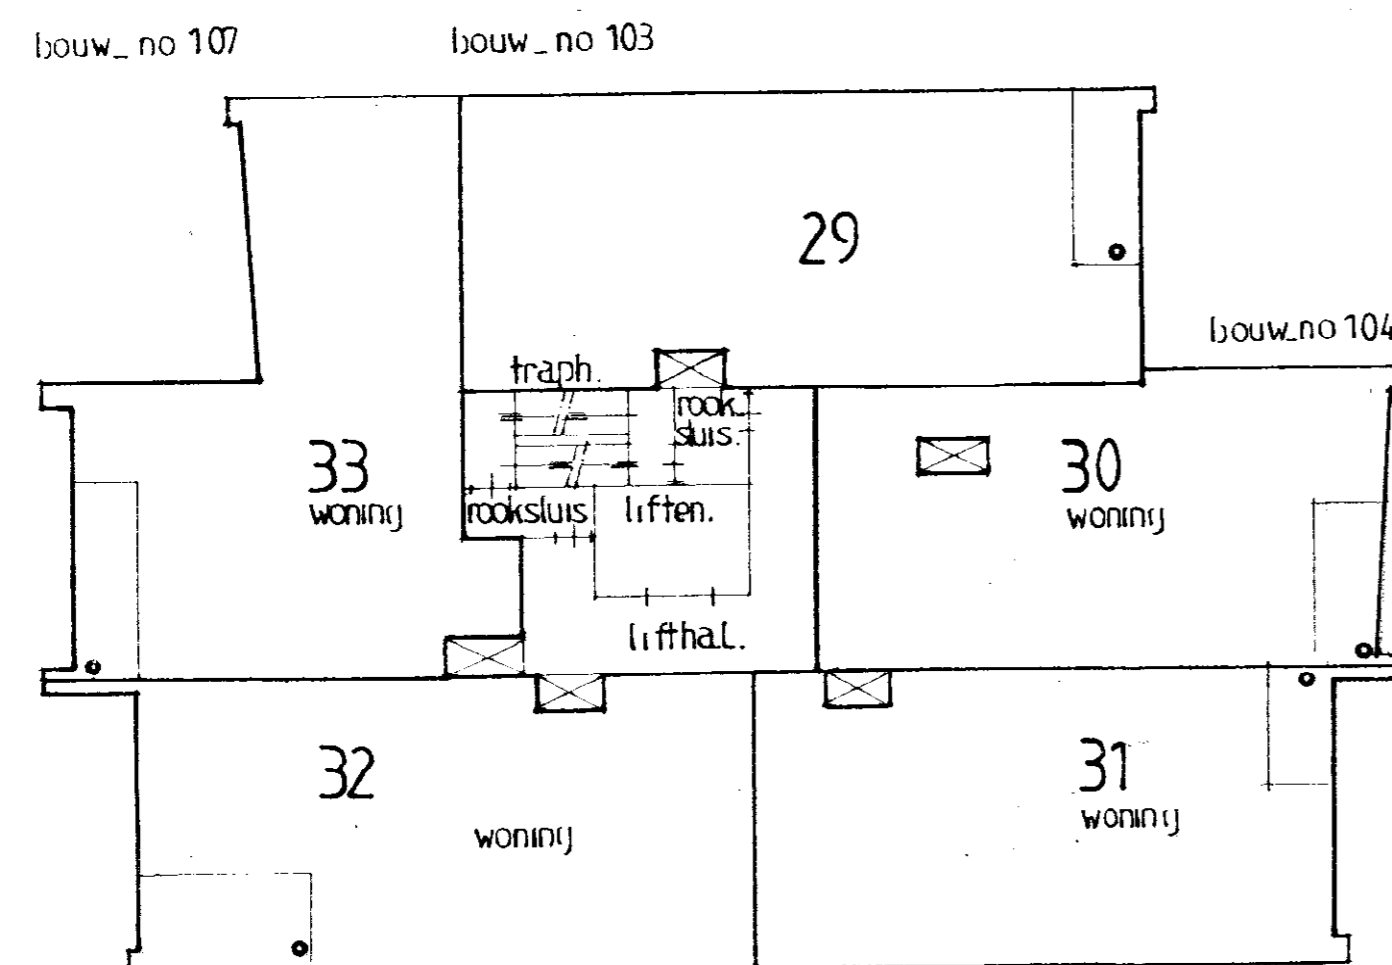 bouw_no 107
bouw_no 103
29
bouw_no 104
traph.
rook_
sluis.
33
woning
30
woning
rooksluis
liften.
lifthal.
32
woning
31
woning